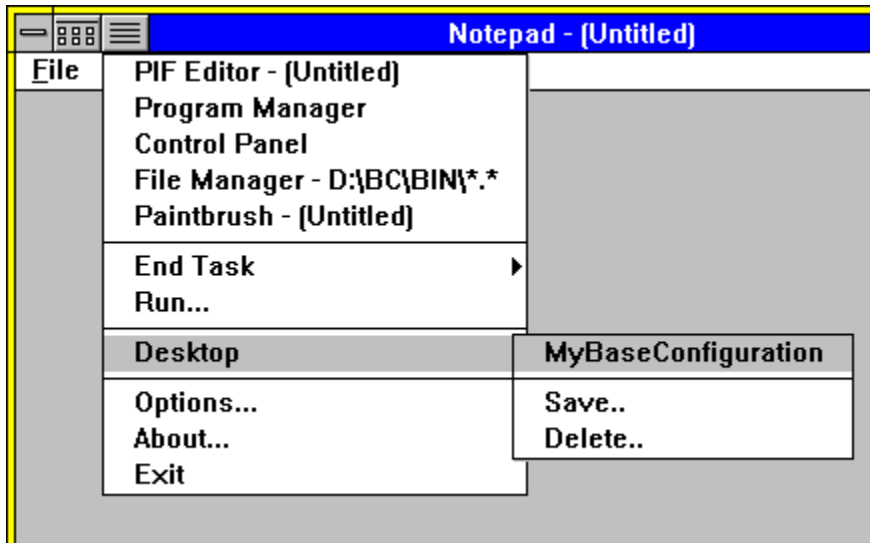 Notepad - (Untitled)
File
PIF Editor - (Untitled)
Program Manager
Control Panel
File Manager - D:\BC\BIN\*.*
Paintbrush - (Untitled)
End Task
Run...
Desktop
MyBaseConfiguration
Options...
Save..
About...
Delete..
Exit